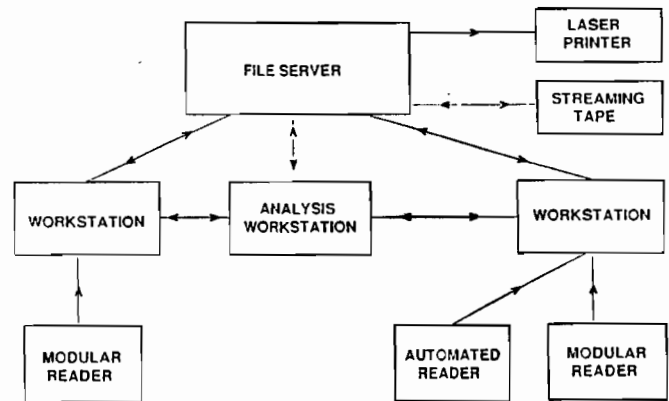 LASER
PRINTER
FILE SERVER
STREAMING
TAPE
WORKSTATION
ANALYSIS
WORKSTATION
WORKSTATION
MODULAR
READER
AUTOMATED
READER
MODULAR
READER